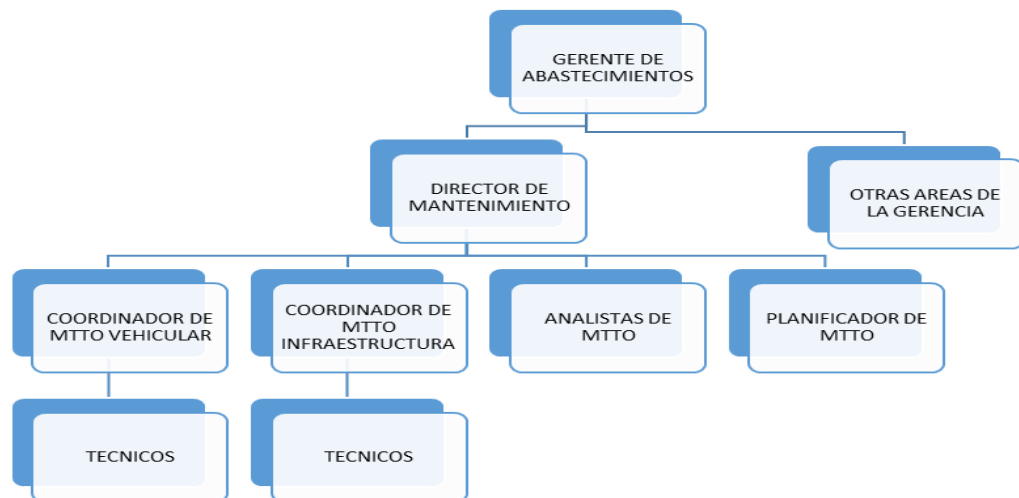 GERENTE DE
ABASTECIMIENTOS
DIRECTOR DE
MANTENIMIENTO
OTRAS AREAS DE
LA GERENCIA
COORDINADOR DE
MTTO VEHICULAR
COORDINADOR DE
MTTO
INFRAESTRUCTURA
ANALISTAS DE
MTTO
PLANIFICADOR DE
MTTO
TECNICOS
TECNICOS